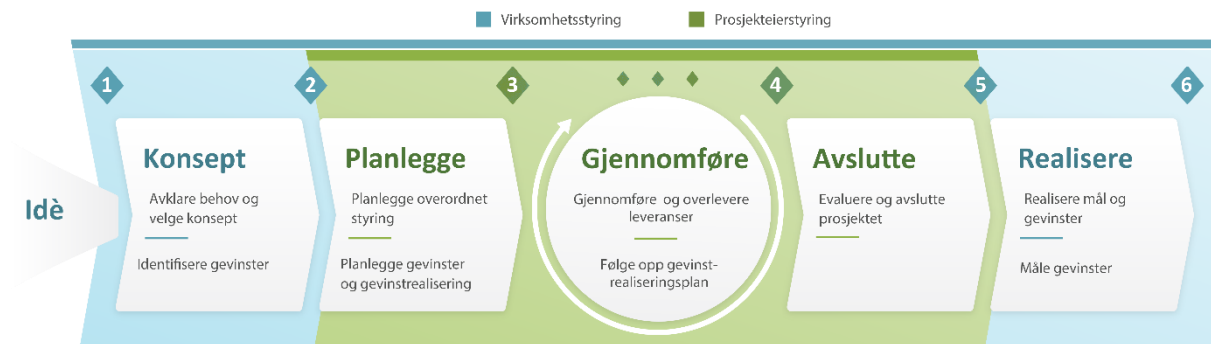 Virksomhetsstyring
Prosjekteierstyring
1
2
3
4
5
6
Idè
Konsept
Avklare behov og
velge konsept
Identifisere gevinster
Planlegge
Planlegge overordnet
styring
Planlegge gevinster
og gevinstrealisering
Gjennomføre
Gjennomføre og overlevere
leveranser
Følge opp gevinst-
realiseringsplan
Avslutte
Evaluere og avslutte
prosjektet
Realisere
Realisere mål og
gevinster
Måle gevinster